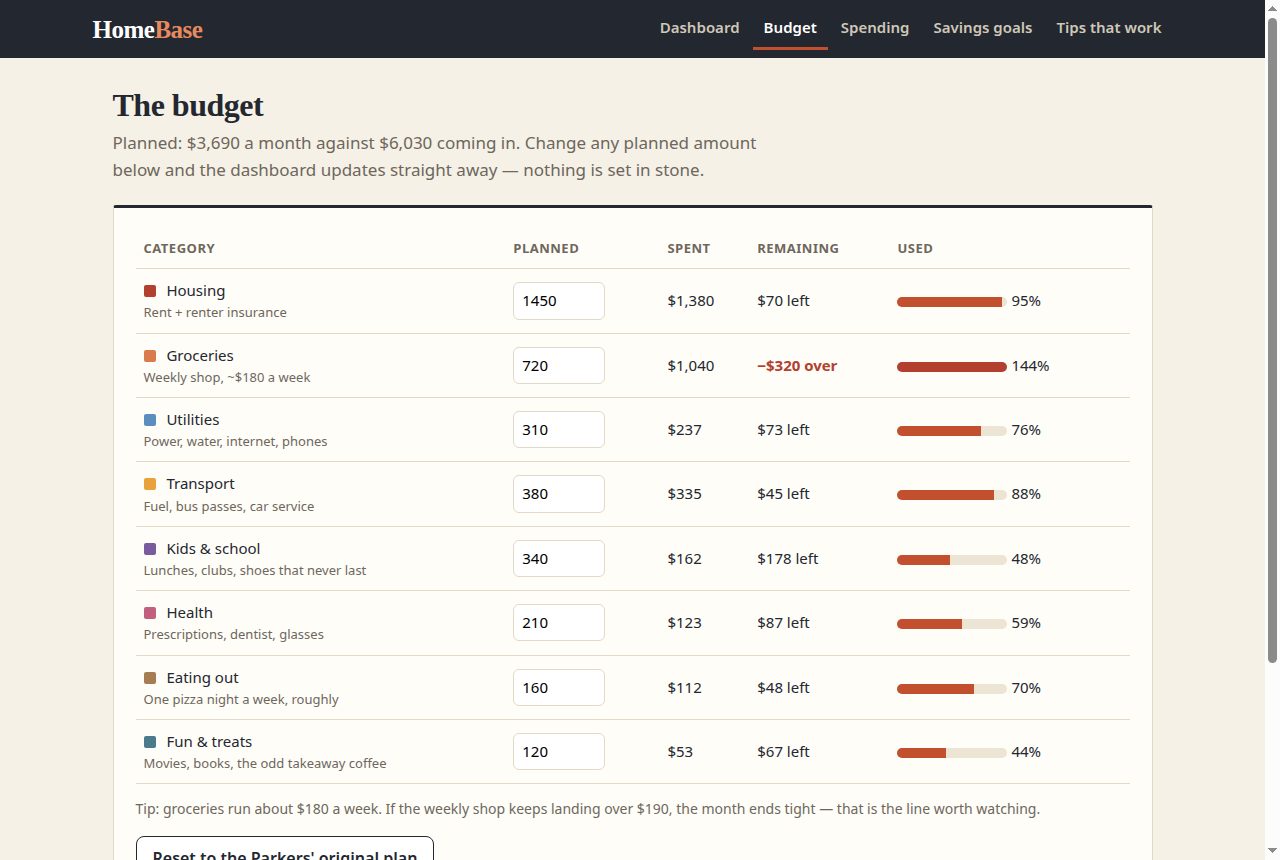 HomeBase
Dashboard Budget Spending Savings goals Tips that work
The budget
Planned: $3,690 a month against $6,030 coming in. Change any planned amount
below and the dashboard updates straight away — nothing is set in stone.
CATEGORY PLANNED SPENT REMAINING USED
Housing
Rent + renter insurance
1450 $1,380 $70 left 95%
Groceries
Weekly shop, ~$180 a week
720 $1,040 −$320 over 144%
Utilities
Power, water, internet, phones
310 $237 $73 left 76%
Transport
Fuel, bus passes, car service
380 $335 $45 left 88%
Kids & school
Lunches, clubs, shoes that never last
340 $162 $178 left 48%
Health
Prescriptions, dentist, glasses
210 $123 $87 left 59%
Eating out
One pizza night a week, roughly
160 $112 $48 left 70%
Fun & treats
Movies, books, the odd takeaway coffee
120 $53 $67 left 44%
Tip: groceries run about $180 a week. If the weekly shop keeps landing over $190, the month ends tight — that is the line worth watching.
Reset to the Parkers' original plan